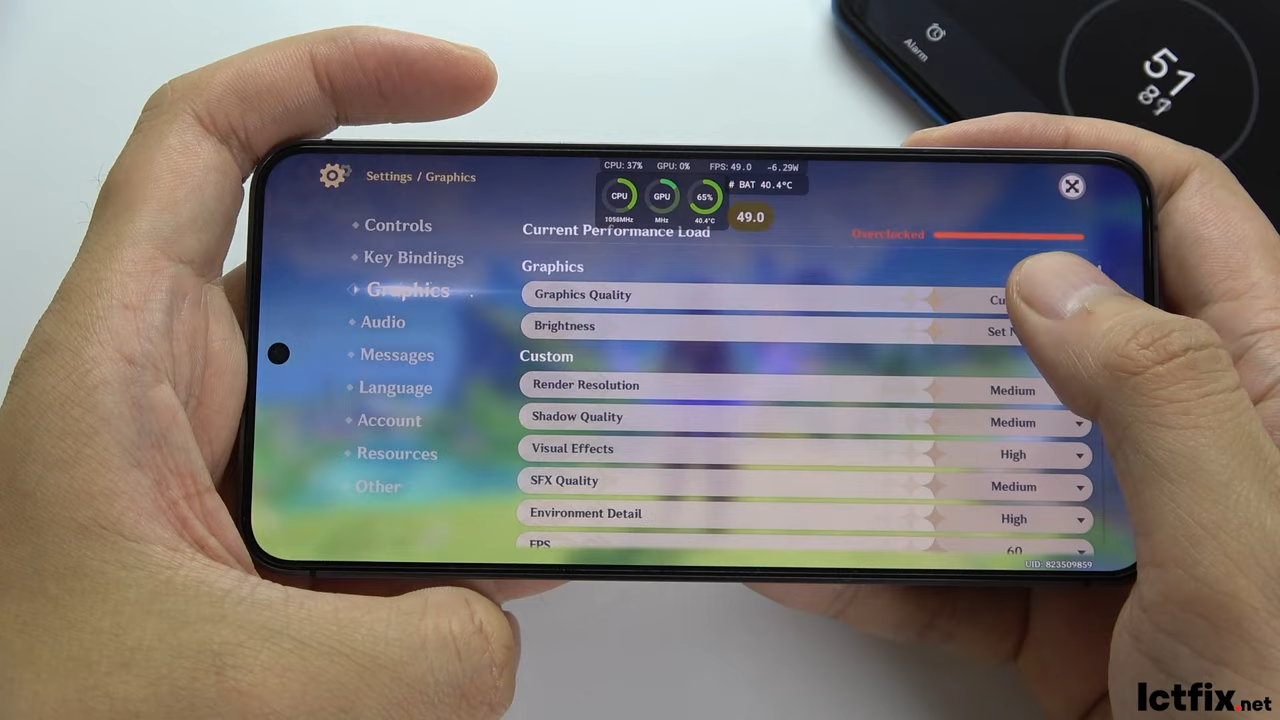 Alarm
51
Settings / Graphics
CPU: 37% GPU: 0% FPS: 49.0 -6.29W
CPU GPU 65% # BAT 40.4°C
1056MHz MHz 40.4°C 49.0
Controls
Key Bindings
Graphics
Audio
Messages
Language
Account
Resources
Other
Current Performance Load Overclocked
Graphics
Graphics Quality
Brightness
Custom
Render Resolution Medium
Shadow Quality Medium
Visual Effects High
SFX Quality Medium
Environment Detail High
FPS 60
UID: 823509859
Ictfix.net